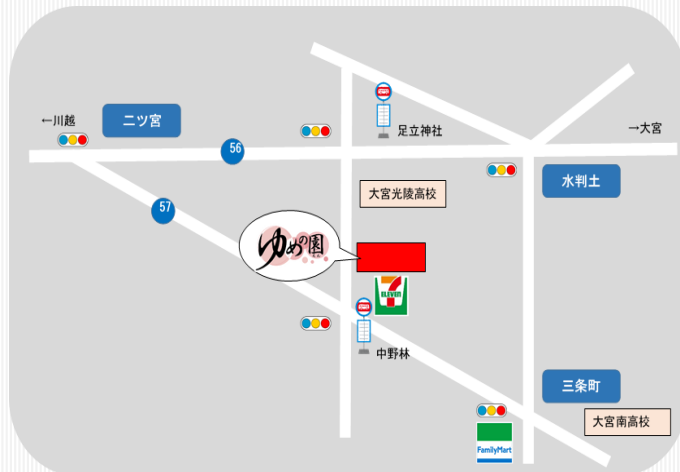 ←川越
二ツ宮
56
足立神社
→大宮
水判土
大宮光陵高校
57
ゆめの園
7
ELEVEN
中野林
三条町
大宮南高校
FamilyMart